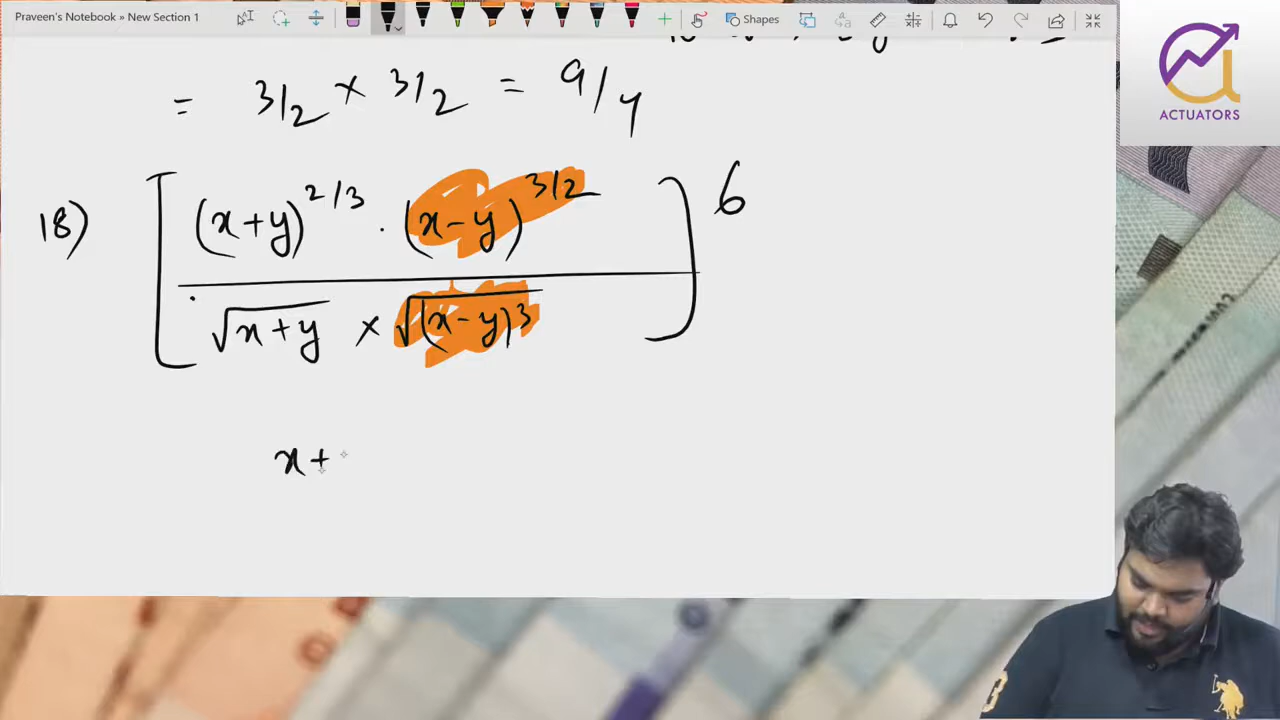 Praveen's Notebook » New Section 1
Shapes
ACTUATORS
= 3/2 × 3/2 = 9/4
18) [ (x+y)^2/3 . (x-y)^3/2 ] 6
√x+y × √(x-y)3
x+